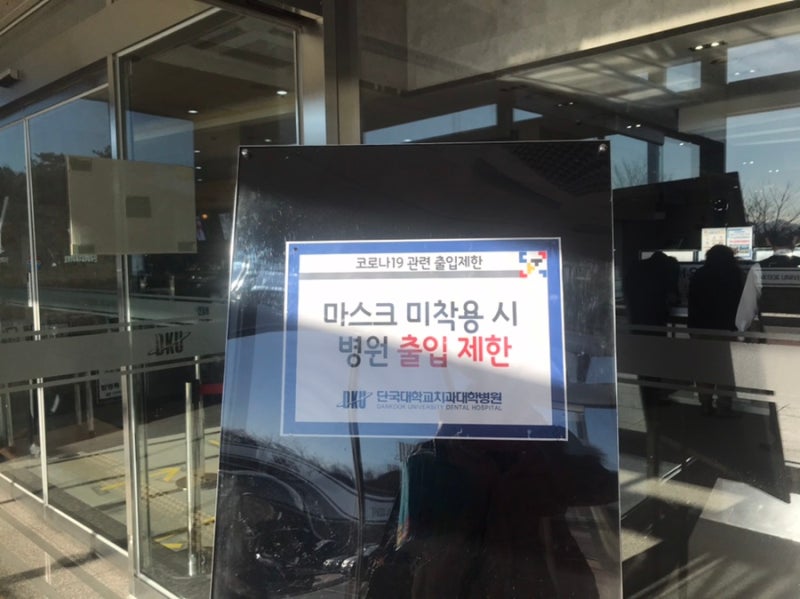 코로나19 관련 출입제한
마스크 미착용 시
병원 출입 제한
DKU 단국대학교치과대학병원
DANKOOK UNIVERSITY DENTAL HOSPITAL
DKU